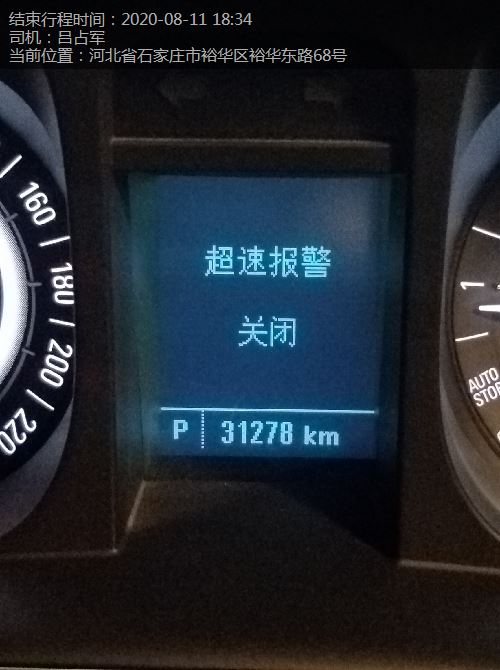 结束行程时间：2020-08-11 18:34
司机：吕占军
当前位置：河北省石家庄市裕华区裕华东路68号
160
180
200
220
超速报警
关闭
P 31278 km
1
AUTO
STOP